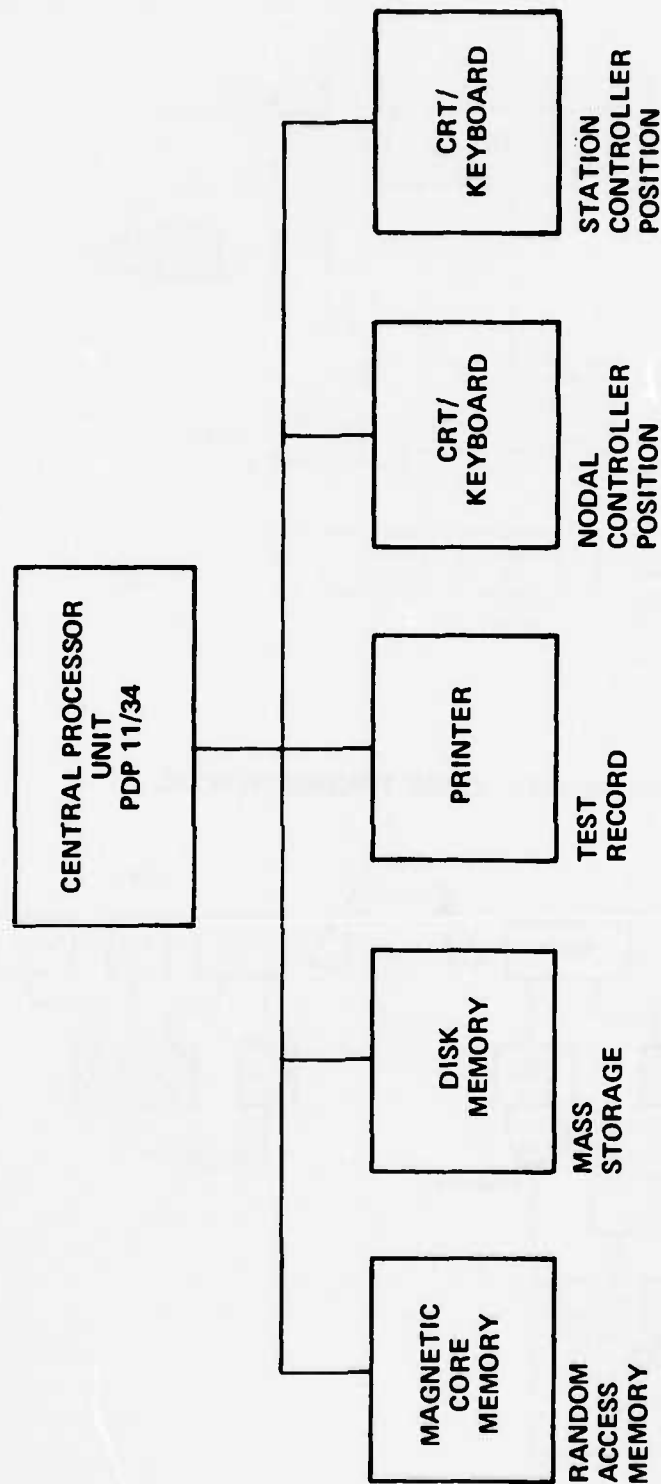 CENTRAL PROCESSOR
UNIT
PDP 11/34
MAGNETIC
CORE
MEMORY
RANDOM
ACCESS
MEMORY
DISK
MEMORY
MASS
STORAGE
PRINTER
TEST
RECORD
CRT/
KEYBOARD
NODAL
CONTROLLER
POSITION
CRT/
KEYBOARD
STATION
CONTROLLER
POSITION